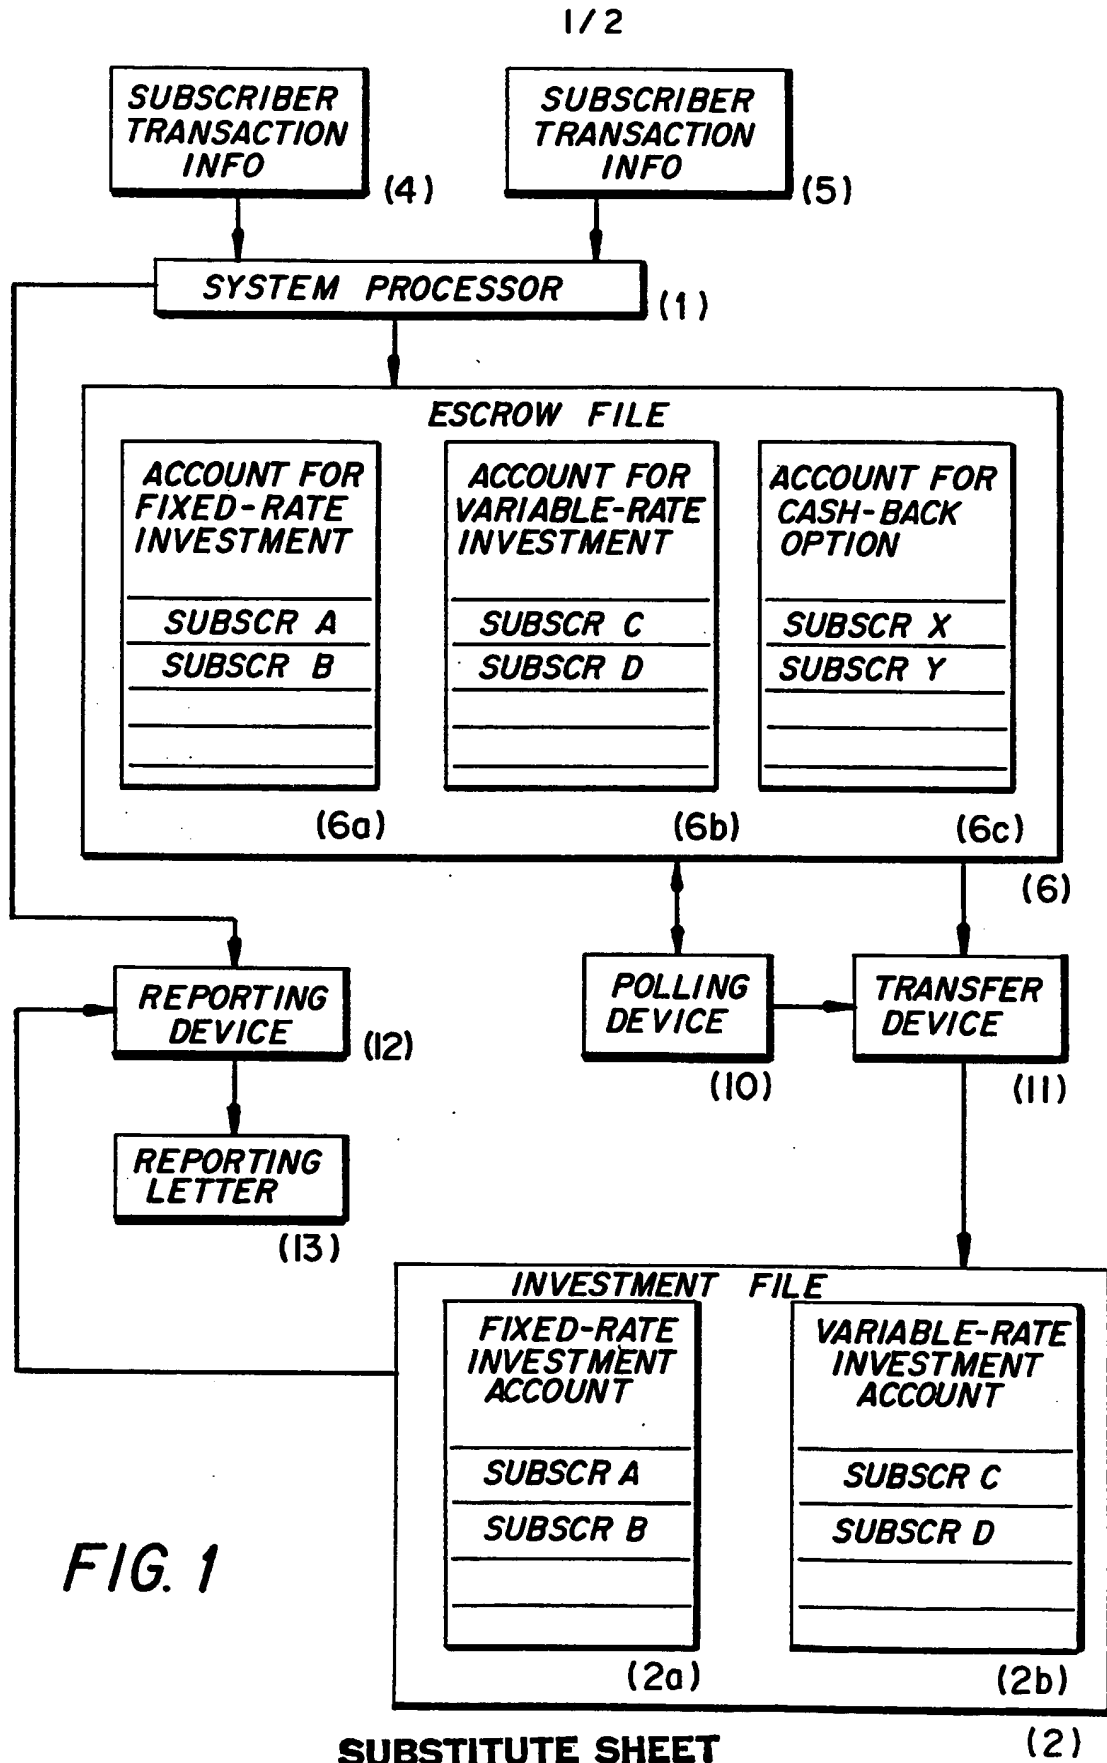 1/2
SUBSCRIBER
TRANSACTION
INFO
(4)
SUBSCRIBER
TRANSACTION
INFO
(5)
SYSTEM PROCESSOR
(1)
ESCROW FILE
ACCOUNT FOR
FIXED-RATE
INVESTMENT
SUBSCR A
SUBSCR B
(6a)
ACCOUNT FOR
VARIABLE-RATE
INVESTMENT
SUBSCR C
SUBSCR D
(6b)
ACCOUNT FOR
CASH-BACK
OPTION
SUBSCR X
SUBSCR Y
(6c)
(6)
REPORTING
DEVICE
(12)
POLLING
DEVICE
(10)
TRANSFER
DEVICE
(11)
REPORTING
LETTER
(13)
INVESTMENT FILE
FIXED-RATE
INVESTMENT
ACCOUNT
SUBSCR A
SUBSCR B
(2a)
VARIABLE-RATE
INVESTMENT
ACCOUNT
SUBSCR C
SUBSCR D
(2b)
(2)
FIG. 1
SUBSTITUTE SHEET